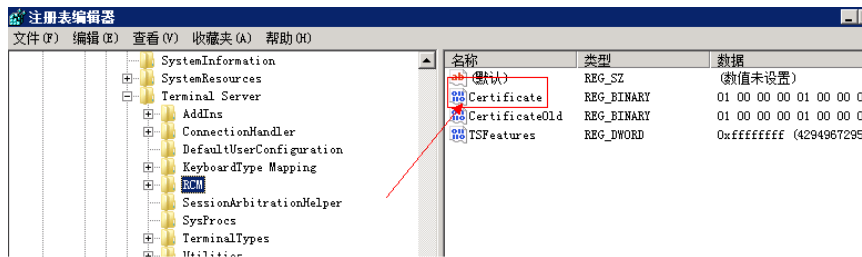 注册表编辑器
文件(F) 编辑(E) 查看(V) 收藏夹(A) 帮助(H)
SystemInformation
SystemResources
Terminal Server
AddIns
ConnectionHandler
DefaultUserConfiguration
KeyboardType Mapping
RCM
SessionArbitrationHelper
SysProcs
TerminalTypes
Utilities
名称 类型 数据
ab (默认) REG_SZ (数值未设置)
Certificate REG_BINARY 01 00 00 00 01 00 00 0
CertificateOld REG_BINARY 01 00 00 00 01 00 00 0
TSFeatures REG_DWORD 0xffffffff (4294967295